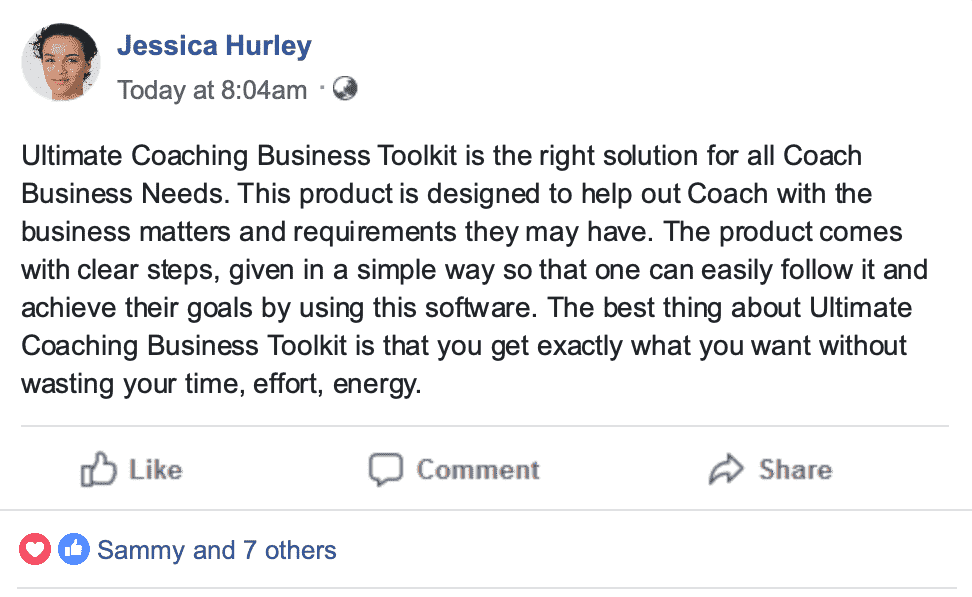 Jessica Hurley
Today at 8:04am ·
Ultimate Coaching Business Toolkit is the right solution for all Coach
Business Needs. This product is designed to help out Coach with the
business matters and requirements they may have. The product comes
with clear steps, given in a simple way so that one can easily follow it and
achieve their goals by using this software. The best thing about Ultimate
Coaching Business Toolkit is that you get exactly what you want without
wasting your time, effort, energy.
Like Comment Share
Sammy and 7 others